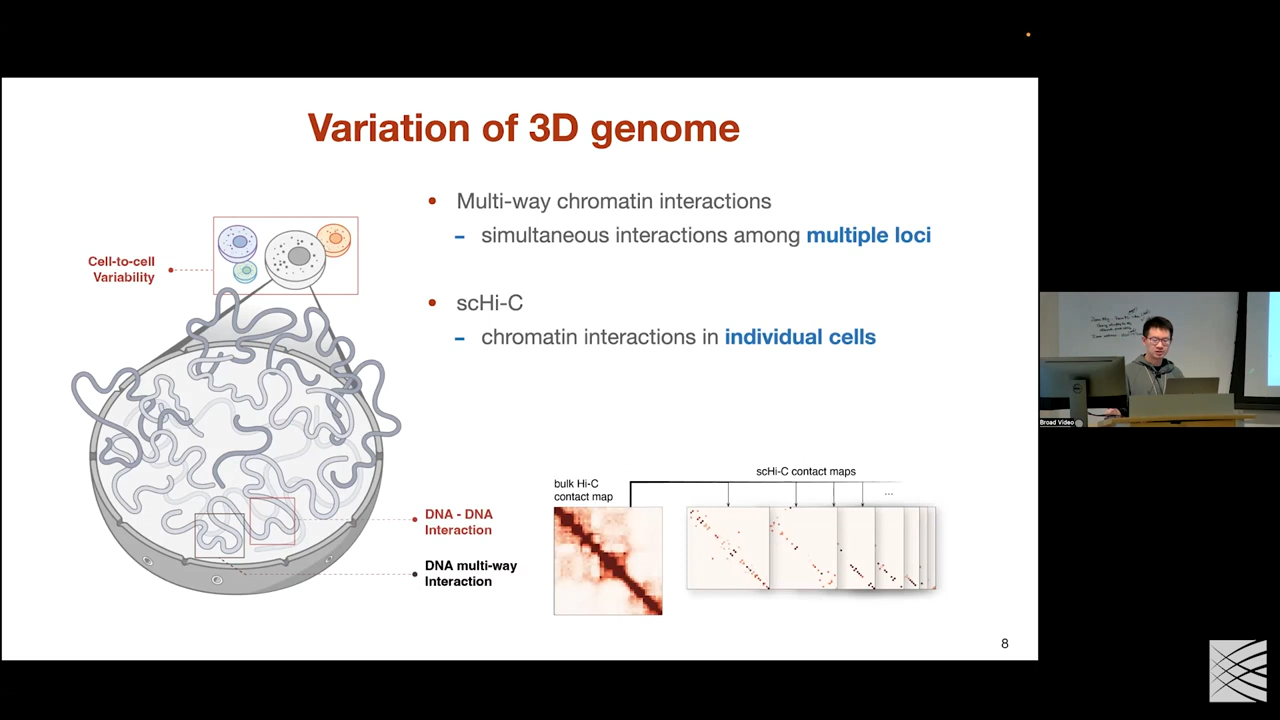 Variation of 3D genome
• Multi-way chromatin interactions
– simultaneous interactions among multiple loci
• scHi-C
– chromatin interactions in individual cells
Cell-to-cell
Variability
DNA - DNA
Interaction
DNA multi-way
Interaction
bulk Hi-C
contact map
scHi-C contact maps
...
8
Broad Video